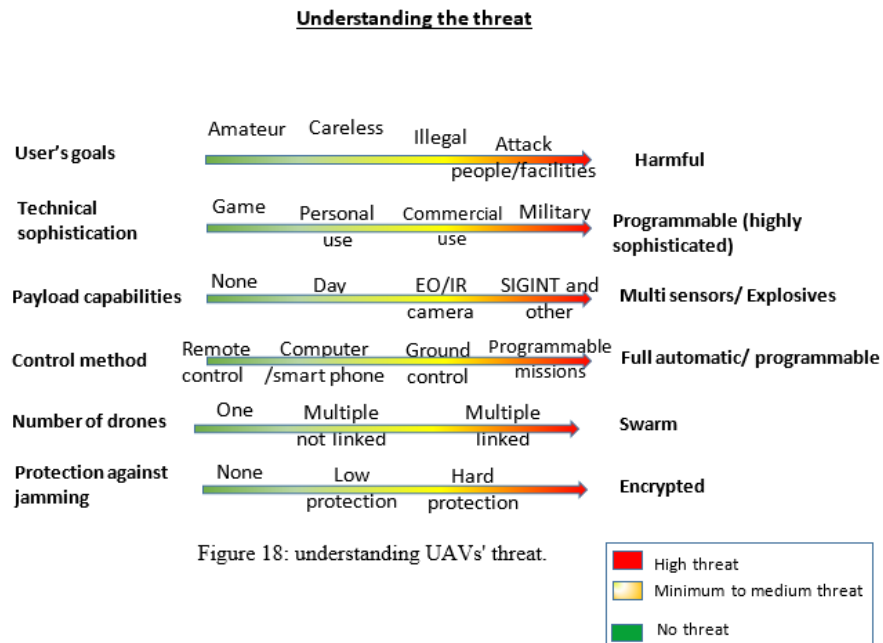 Understanding the threat
Amateur Careless Illegal Attack people/facilities
User's goals Harmful
Game Personal use Commercial use Military
Technical sophistication Programmable (highly sophisticated)
None Day EO/IR camera SIGINT and other
Payload capabilities Multi sensors/ Explosives
Remote control Computer /smart phone Ground control Programmable missions
Control method Full automatic/ programmable
One Multiple not linked Multiple linked
Number of drones Swarm
None Low protection Hard protection
Protection against jamming Encrypted
Figure 18: understanding UAVs' threat.
High threat
Minimum to medium threat
No threat